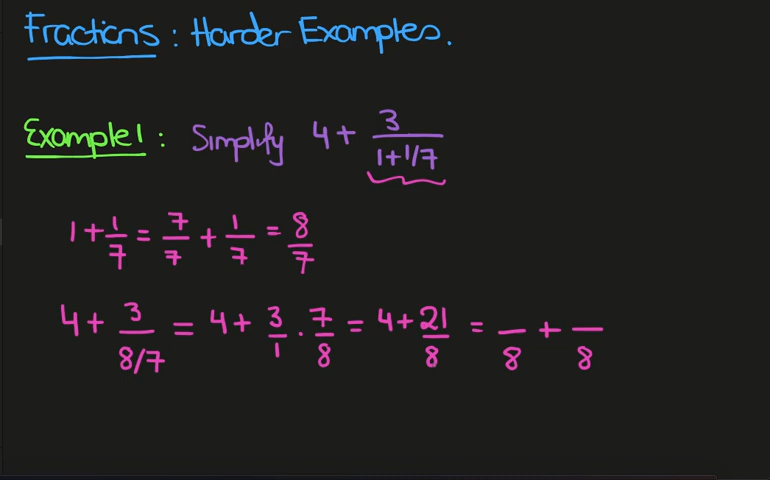 Fractions: Harder Examples.
Example 1: Simplify 4 + 3/(1+1/7)
1 + 1/7 = 7/7 + 1/7 = 8/7
4 + 3/(8/7) = 4 + 3/1 · 7/8 = 4 + 21/8 = _/8 + _/8